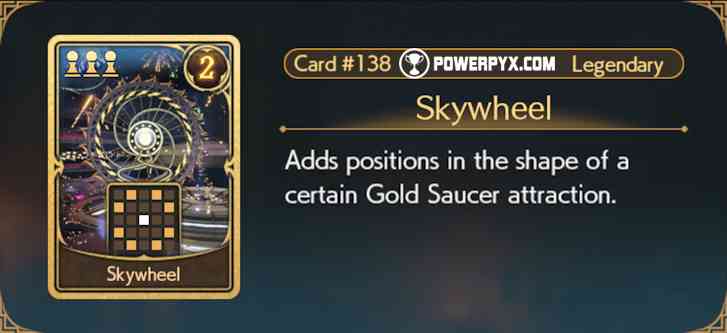 2
Skywheel
Card #138 POWERPYX.COM Legendary
Skywheel
Adds positions in the shape of a
certain Gold Saucer attraction.